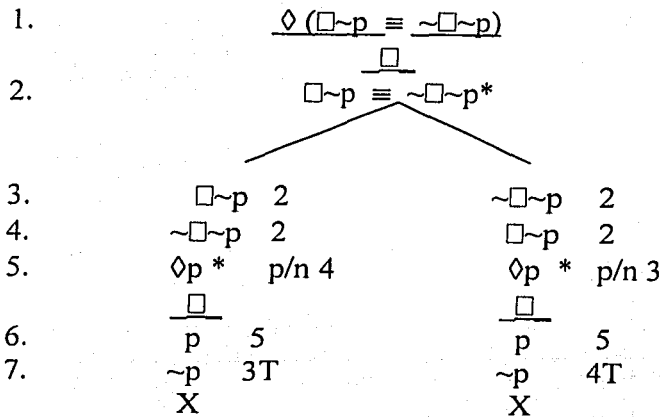 1. ◊ (□~p ≡ ~□~p)
□
2. □~p ≡ ~□~p*
3. □~p 2 ~□~p 2
4. ~□~p 2 □~p 2
5. ◊p * p/n 4 ◊p * p/n 3
□ □
6. p 5 p 5
7. ~p 3T ~p 4T
X X